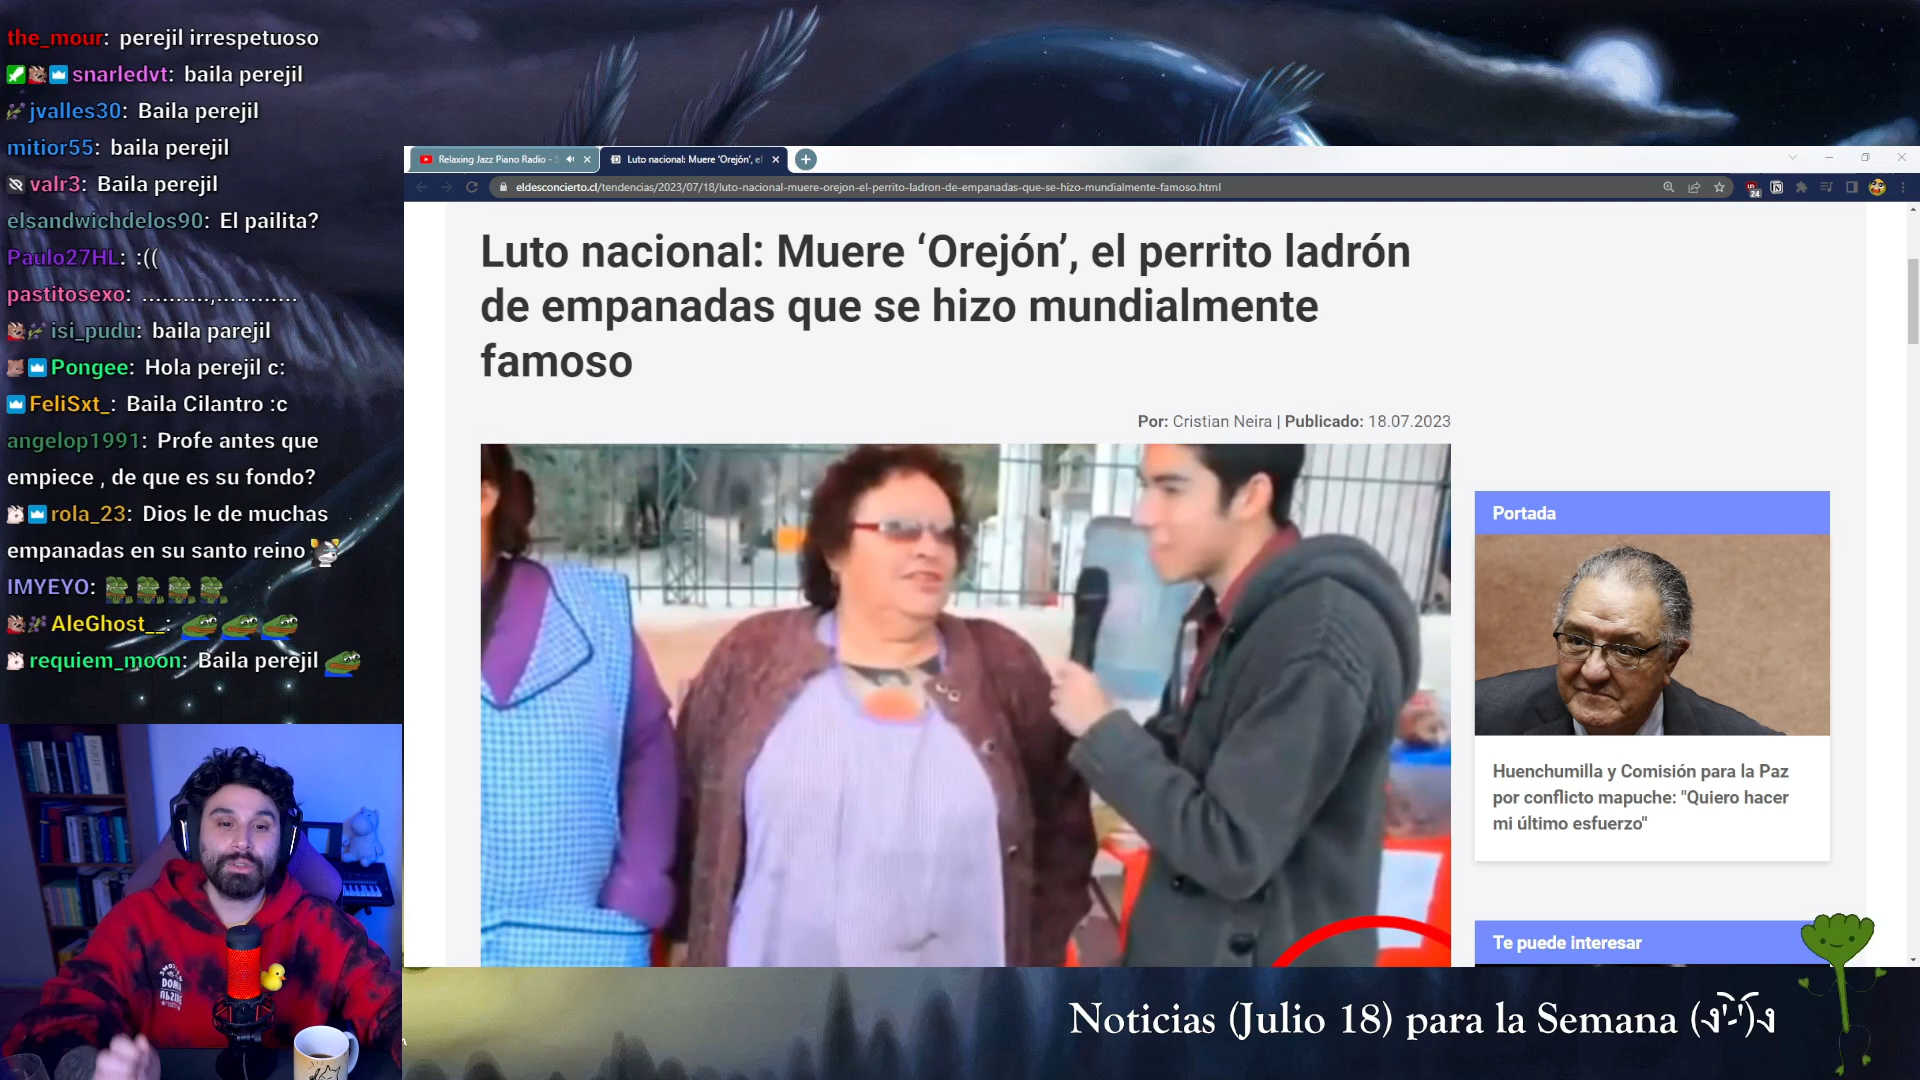 the_mour: perejil irrespetuoso
snarledvt: baila perejil
jvalles30: Baila perejil
mitior55: baila perejil
valr3: Baila perejil
elsandwichdelos90: El pailita?
Paulo27HL: :((
pastitosexo: ..........,............
isi_pudu: baila parejil
Pongee: Hola perejil c:
FeliSxt_: Baila Cilantro :c
angelop1991: Profe antes que
empiece , de que es su fondo?
rola_23: Dios le de muchas
empanadas en su santo reino
IMYEYO:
AleGhost__:
requiem_moon: Baila perejil
Relaxing Jazz Piano Radio - S
Luto nacional: Muere ‘Orejón’, el
eldesconcierto.cl/tendencias/2023/07/18/luto-nacional-muere-orejon-el-perrito-ladron-de-empanadas-que-se-hizo-mundialmente-famoso.html
24
Luto nacional: Muere ‘Orejón’, el perrito ladrón
de empanadas que se hizo mundialmente
famoso
Por: Cristian Neira | Publicado: 18.07.2023
Portada
Huenchumilla y Comisión para la Paz
por conflicto mapuche: "Quiero hacer
mi último esfuerzo"
Te puede interesar
Noticias (Julio 18) para la Semana